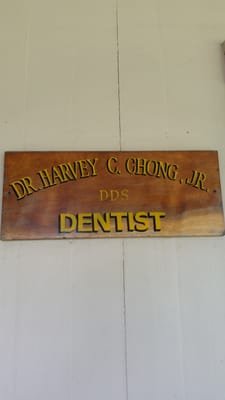 DR. HARVEY C. CHONG, JR.
DDS
DENTIST